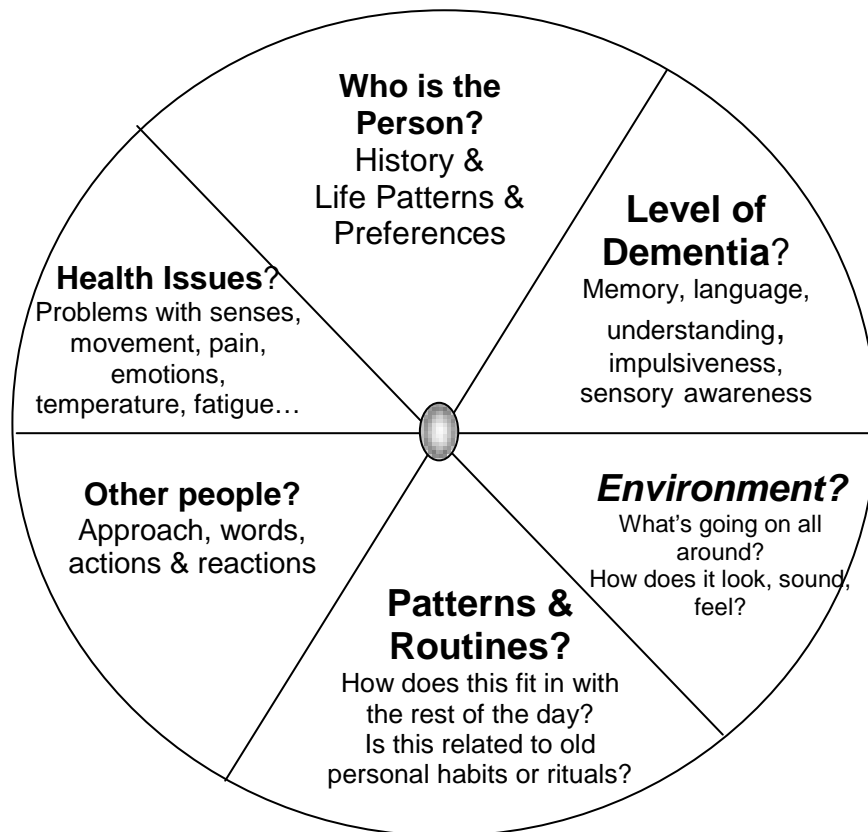 Who is the
Person?
History &
Life Patterns &
Preferences
Level of
Dementia?
Memory, language,
understanding,
impulsiveness,
sensory awareness
Environment?
What’s going on all
around?
How does it look, sound,
feel?
Patterns &
Routines?
How does this fit in with
the rest of the day?
Is this related to old
personal habits or rituals?
Other people?
Approach, words,
actions & reactions
Health Issues?
Problems with senses,
movement, pain,
emotions,
temperature, fatigue…